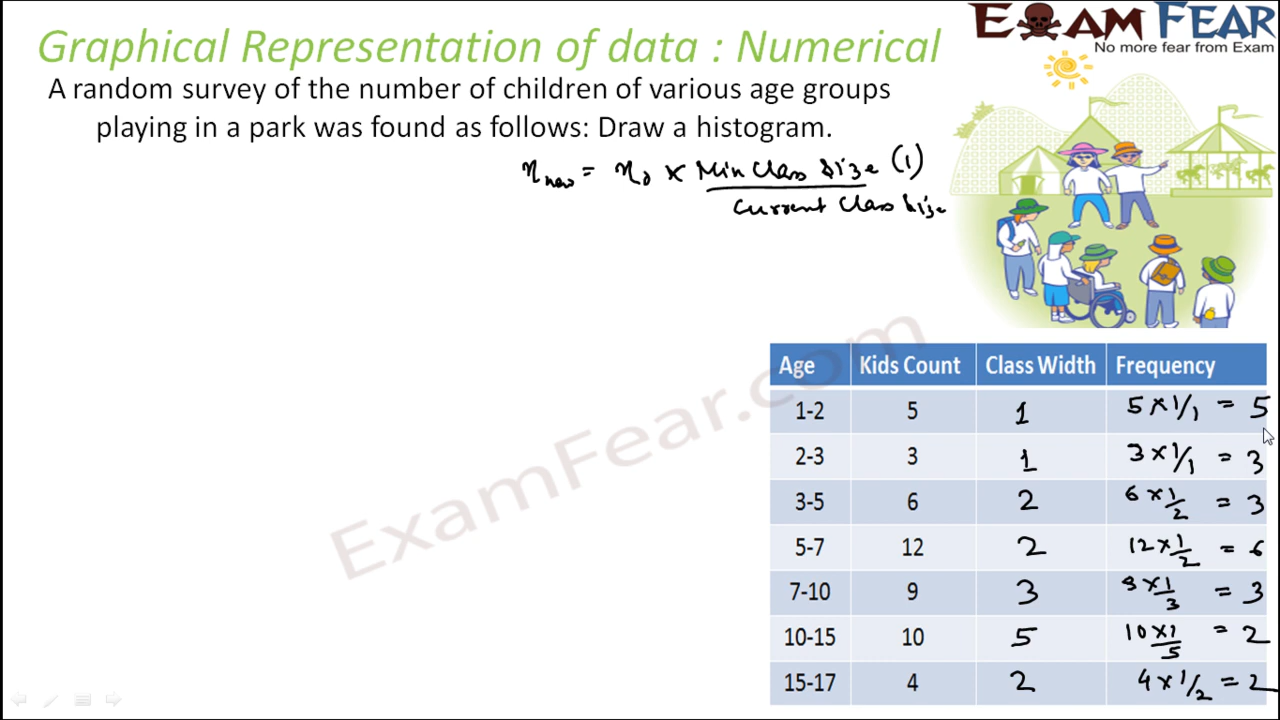 Graphical Representation of data : Numerical
EXAM FEAR
No more fear from Exam
A random survey of the number of children of various age groups
playing in a park was found as follows: Draw a histogram.
n new = n0 × Min Class Size (1)
current Class Size
ExamFear.com
Age Kids Count Class Width Frequency
1-2 5 1 5 × 1/1 = 5
2-3 3 1 3 × 1/1 = 3
3-5 6 2 6 × 1/2 = 3
5-7 12 2 12 × 1/2 = 6
7-10 9 3 9 × 1/3 = 3
10-15 10 5 10 × 1/5 = 2
15-17 4 2 4 × 1/2 = 2